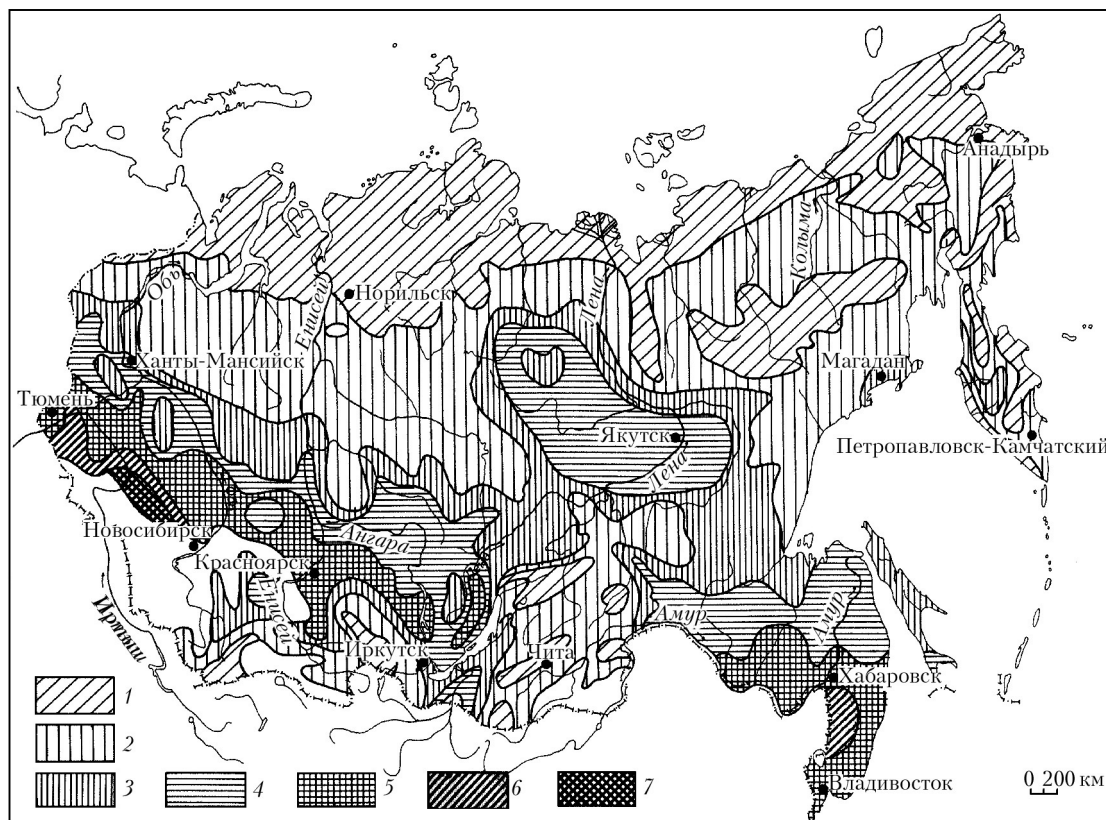 Анадырь
Колыма
Лена
Обь
Енисей
Норильск
Ханты-Мансийск
Магадан
Тюмень
Якутск
Петропавловск-Камчатский
Лена
Новосибирск
Ангара
Красноярск
Енисей
Иртыш
Амур
Амур
Иркутск
Чита
Хабаровск
1
2
3 4 5 6 7
Владивосток
0 200 км